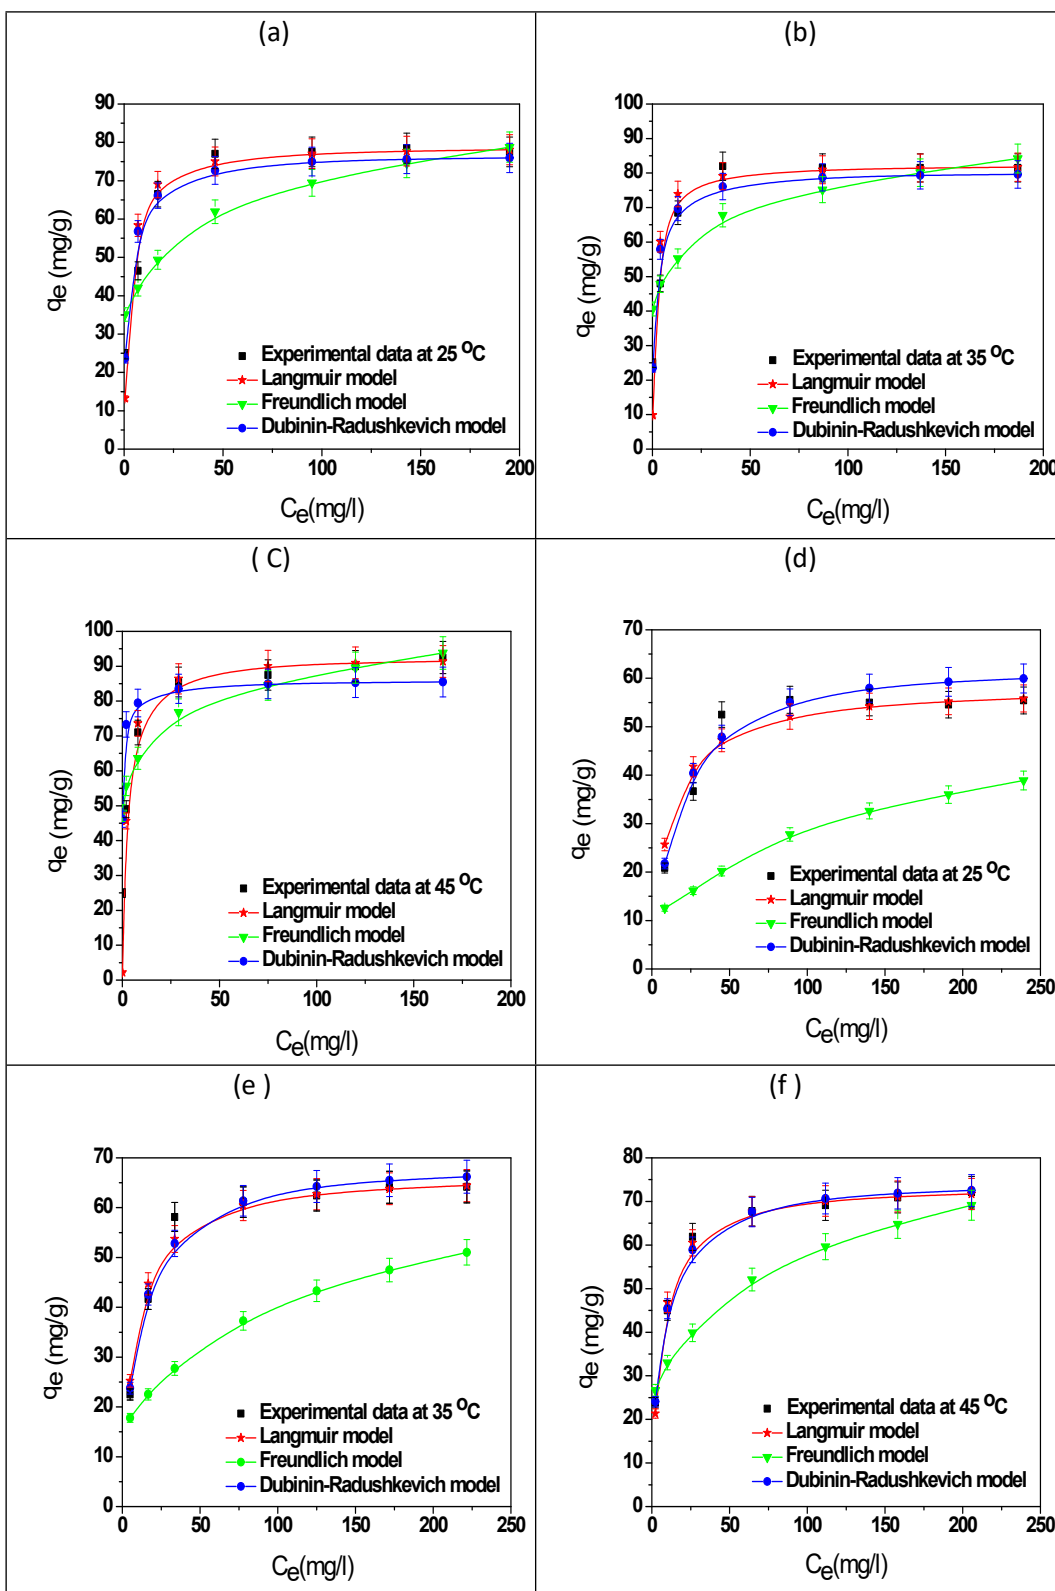 (a)
90
80
70
60
50
40
30
20
10
0
qe (mg/g)
Experimental data at 25 OC
Langmuir model
Freundlich model
Dubinin-Radushkevich model
0 50 100 150 200
Ce(mg/l)
(b)
100
90
80
70
60
50
40
30
20
10
0
qe (mg/g)
Experimental data at 35 OC
Langmuir model
Freundlich model
Dubinin-Radushkevich model
0 50 100 150 200
Ce(mg/l)
( C)
100
90
80
70
60
50
40
30
20
10
0
qe (mg/g)
Experimental data at 45 OC
Langmuir model
Freundlich model
Dubinin-Radushkevich model
0 50 100 150 200
Ce(mg/l)
(d)
70
60
50
40
30
20
10
0
qe (mg/g)
Experimental data at 25 OC
Langmuir model
Freundlich model
Dubinin-Radushkevich model
0 50 100 150 200 250
Ce(mg/l)
(e )
70
60
50
40
30
20
10
0
qe (mg/g)
Experimental data at 35 OC
Langmuir model
Freundlich model
Dubinin-Radushkevich model
0 50 100 150 200 250
Ce(mg/l)
(f )
80
70
60
50
40
30
20
10
0
qe (mg/g)
Experimental data at 45 OC
Langmuir model
Freundlich model
Dubinin-Radushkevich model
0 50 100 150 200 250
Ce(mg/l)